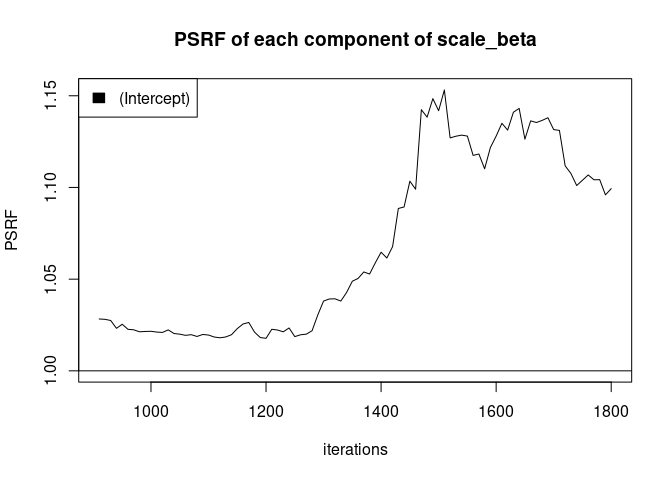 PSRF of each component of scale_beta
(Intercept)
PSRF
1.15
1.10
1.05
1.00
1000 1200 1400 1600 1800
iterations